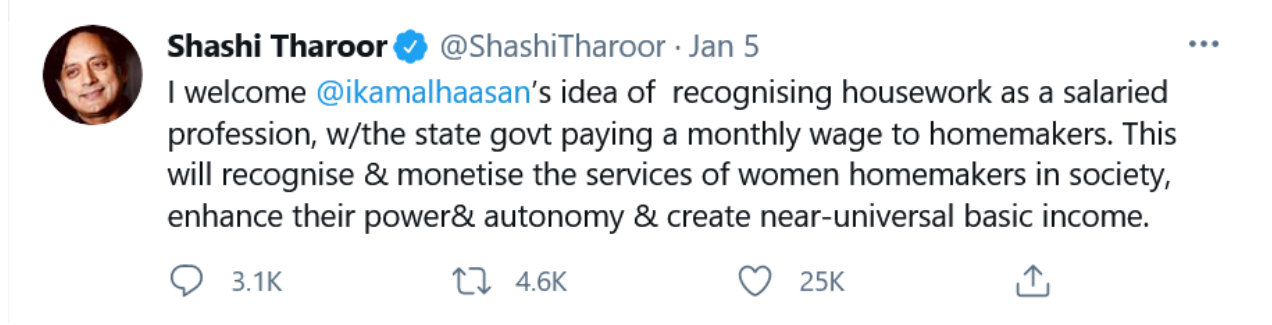 Shashi Tharoor @ShashiTharoor · Jan 5
I welcome @ikamalhaasan's idea of  recognising housework as a salaried
profession, w/the state govt paying a monthly wage to homemakers. This
will recognise & monetise the services of women homemakers in society,
enhance their power& autonomy & create near-universal basic income.
3.1K 4.6K 25K